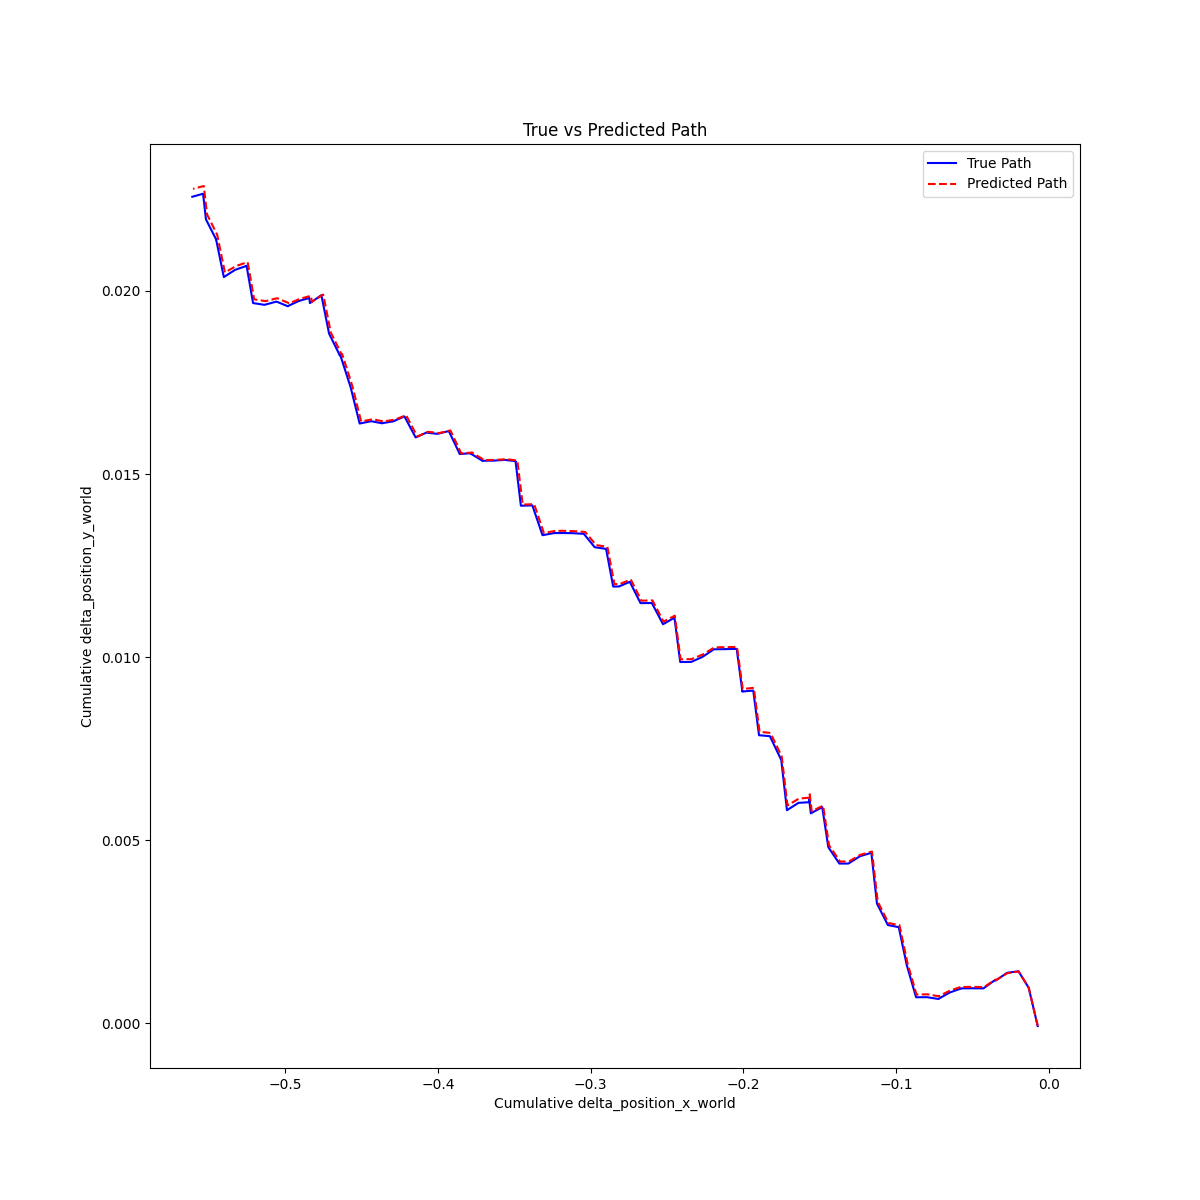 True vs Predicted Path
True Path
Predicted Path
Cumulative delta_position_y_world
0.020
0.015
0.010
0.005
0.000
−0.5
−0.4
−0.3
−0.2
−0.1
0.0
Cumulative delta_position_x_world